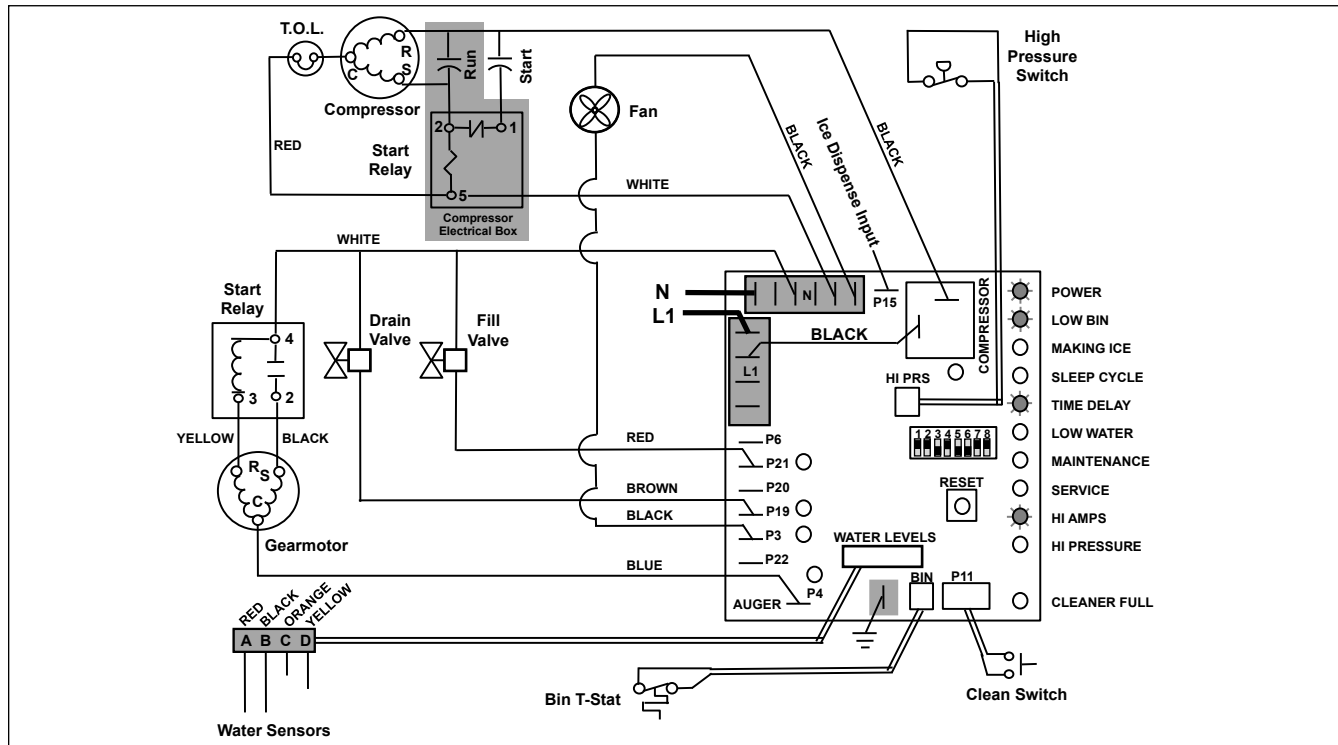 T.O.L.
R
S
C
Compressor
Run
Start
2
1
Start
Relay
5
Compressor
Electrical Box
RED
Fan
BLACK
Ice Dispense Input
BLACK
High
Pressure
Switch
WHITE
WHITE
Start
Relay
4
3
2
YELLOW
BLACK
R
S
C
Gearmotor
Drain
Valve
Fill
Valve
N
L1
N
P15
BLACK
L1
COMPRESSOR
HI PRS
1 2 3 4 5 6 7 8
RESET
RED
BROWN
BLACK
BLUE
P6
P21
P20
P19
P3
P22
P4
AUGER
WATER LEVELS
BIN
P11
POWER
LOW BIN
MAKING ICE
SLEEP CYCLE
TIME DELAY
LOW WATER
MAINTENANCE
SERVICE
HI AMPS
HI PRESSURE
CLEANER FULL
RED
BLACK
ORANGE
YELLOW
A B C D
Water Sensors
Bin T-Stat
Clean Switch